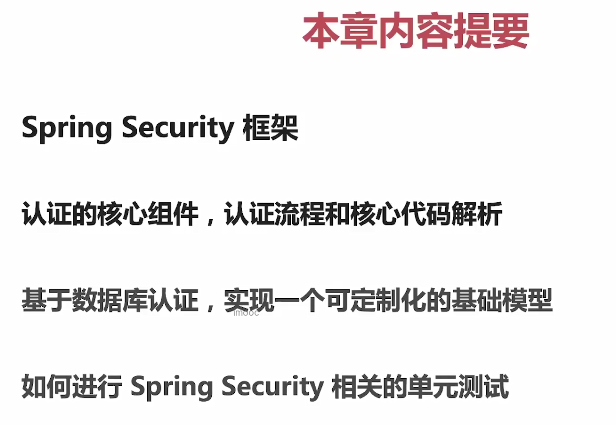 本章内容提要
Spring Security 框架
认证的核心组件，认证流程和核心代码解析
基于数据库认证，实现一个可定制化的基础模型
imooc
如何进行 Spring Security 相关的单元测试